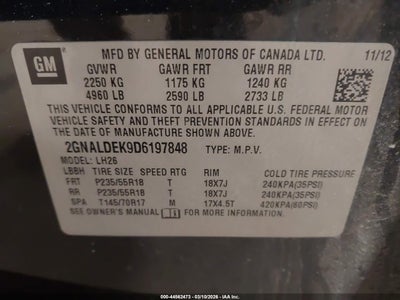 GM
MFD BY GENERAL MOTORS OF CANADA LTD.
11/12
GVWR GAWR FRT GAWR RR
2250 KG 1175 KG 1240 KG
4960 LB 2590 LB 2733 LB
THIS VEHICLE CONFORMS TO ALL APPLICABLE U.S. FEDERAL MOTOR
VEHICLE SAFETY, BUMPER, AND THEFT PREVENTION STANDARDS IN
EFFECT ON THE DATE OF MANUFACTURE SHOWN ABOVE.
2GNALDEK9D6197848 TYPE: M.P.V.
MODEL: LH26
LBBH TIRE SIZE SPEED RTG RIM COLD TIRE PRESSURE
FRT P235/55R18 T 18X7J 240KPA(35PSI)
RR P235/55R18 T 18X7J 240KPA(35PSI)
SPA T145/70R17 M 17X4.5T 420KPA(60PSI)
SEE OWNER'S MANUAL FOR ADDITIONAL INFORMATION.
000-44562473 - 03/10/2026 - IAA Inc.